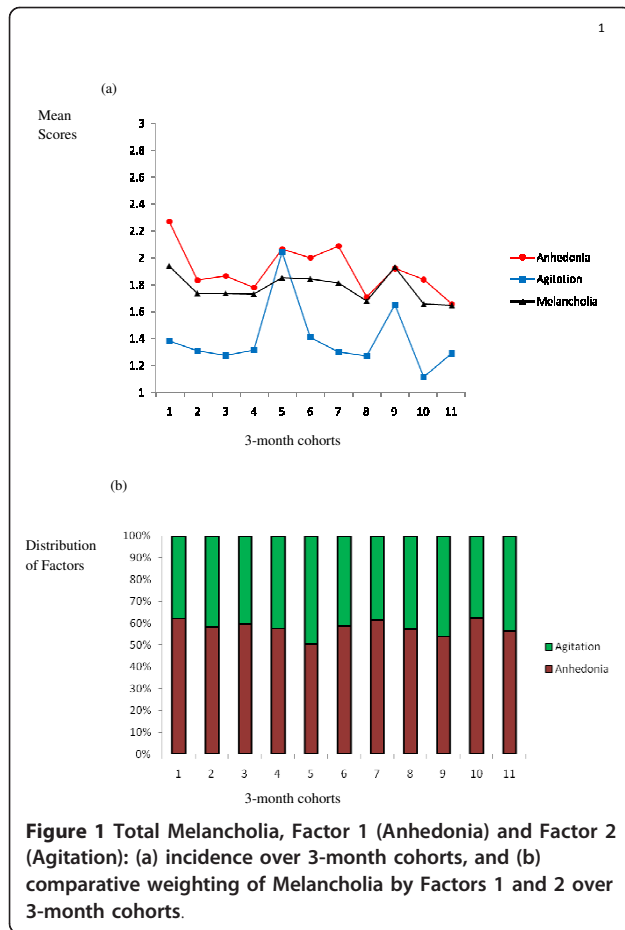 1
(a)
Mean
Scores
3
2.8
2.6
2.4
2.2
2
1.8
1.6
1.4
1.2
1
1 2 3 4 5 6 7 8 9 10 11
3-month cohorts
Anhedonia
Agitation
Melancholia
(b)
Distribution
of Factors
100%
90%
80%
70%
60%
50%
40%
30%
20%
10%
0%
1 2 3 4 5 6 7 8 9 10 11
3-month cohorts
Agitation
Anhedonia
Figure 1 Total Melancholia, Factor 1 (Anhedonia) and Factor 2
(Agitation): (a) incidence over 3-month cohorts, and (b)
comparative weighting of Melancholia by Factors 1 and 2 over
3-month cohorts.